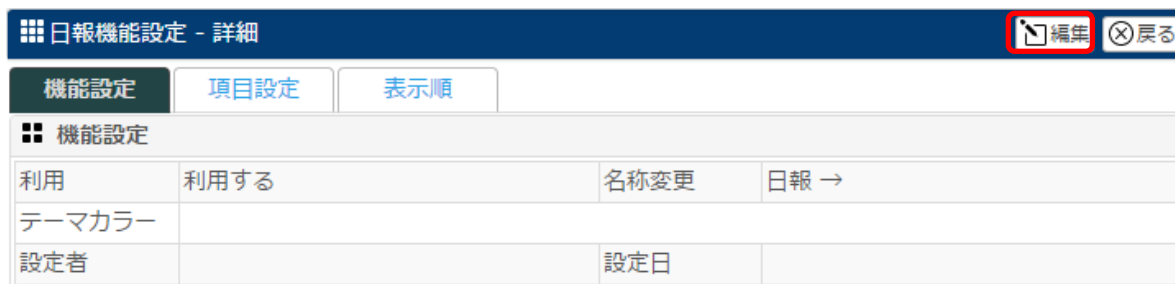 日報機能設定 - 詳細 編集 戻る
機能設定 項目設定 表示順
機能設定
利用 利用する 名称変更 日報 →
テーマカラー
設定者 設定日